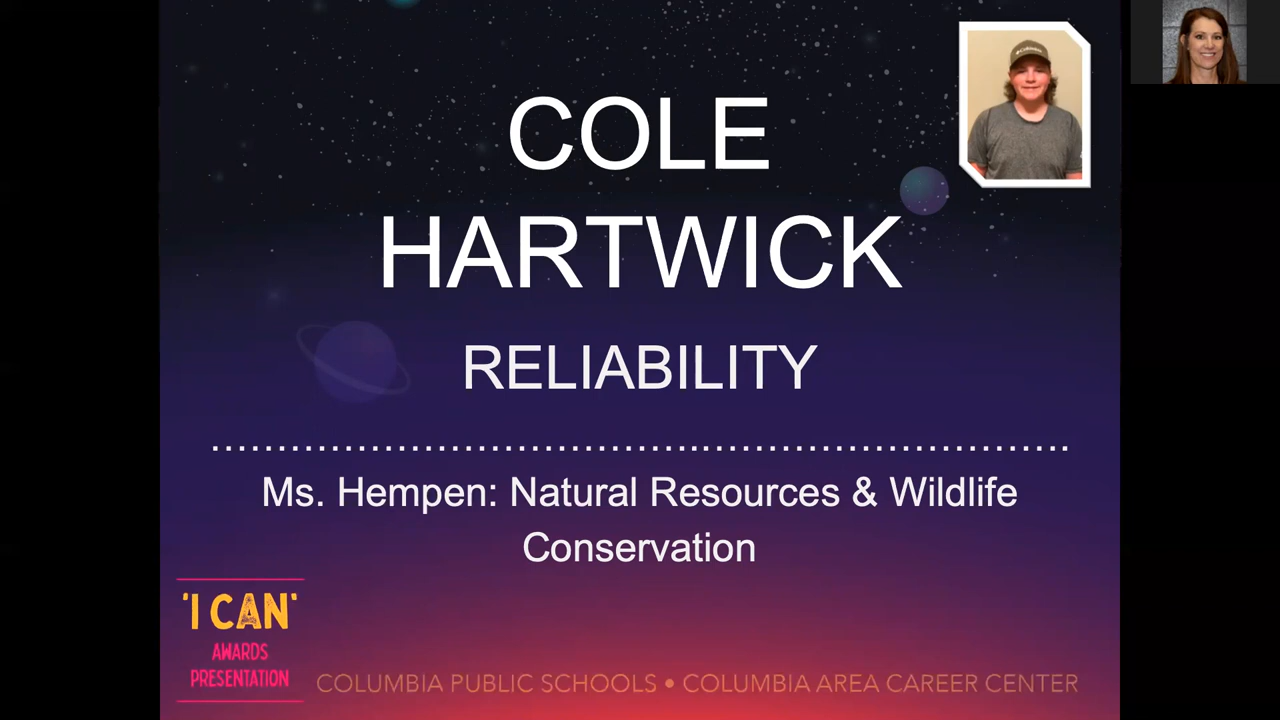 COLE
HARTWICK
RELIABILITY
Ms. Hempen: Natural Resources & Wildlife
Conservation
'I CAN'
AWARDS
PRESENTATION
COLUMBIA PUBLIC SCHOOLS • COLUMBIA AREA CAREER CENTER